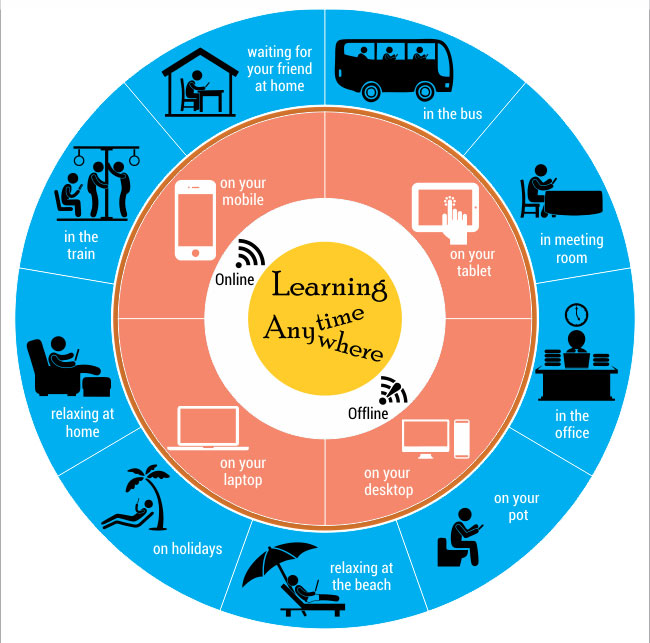 waiting for
your friend
at home
in the bus
in the
train
in meeting
room
relaxing at
home
in the
office
on holidays
on your
pot
relaxing at
the beach
on your
mobile
on your
tablet
on your
laptop
on your
desktop
Online
Offline
Learning
Anytime
where